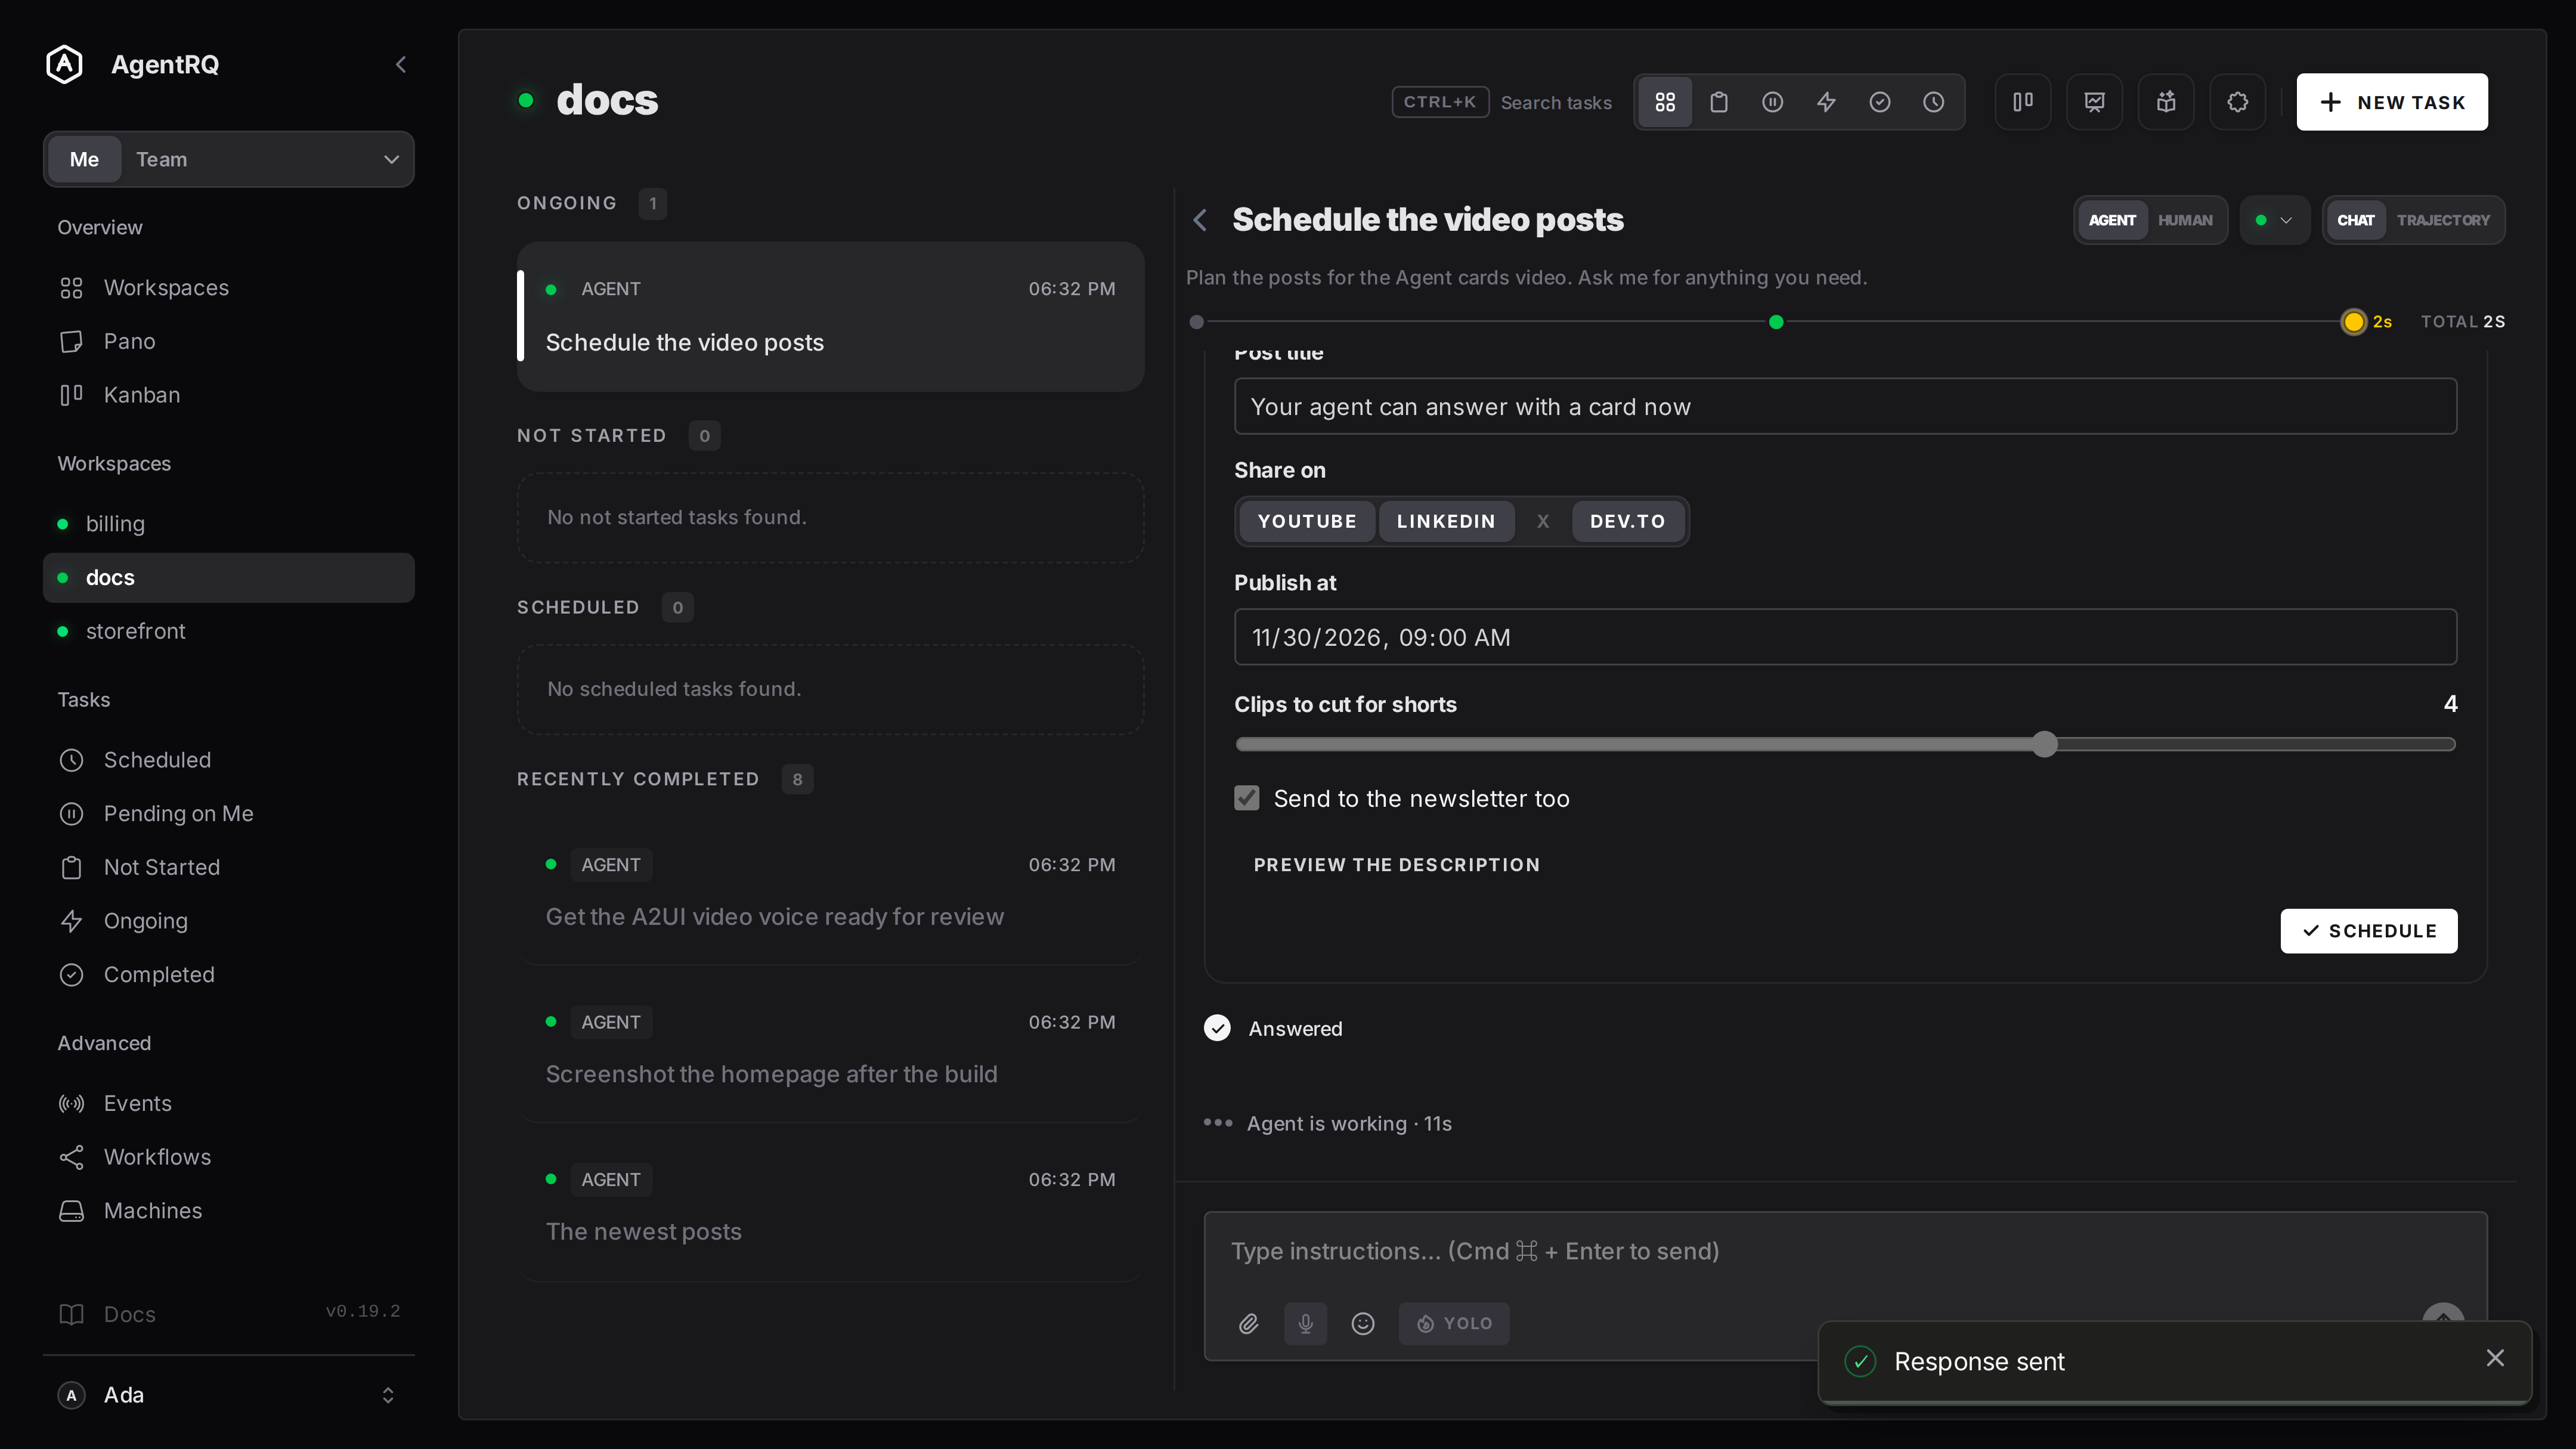 AgentRQ
Me Team
Overview
Workspaces
Pano
Kanban
Workspaces
billing
docs
storefront
Tasks
Scheduled
Pending on Me
Not Started
Ongoing
Completed
Advanced
Events
Workflows
Machines
Docs v0.19.2
A Ada
docs
CTRL+K Search tasks
NEW TASK
ONGOING 1
AGENT 06:32 PM
Schedule the video posts
NOT STARTED 0
No not started tasks found.
SCHEDULED 0
No scheduled tasks found.
RECENTLY COMPLETED 8
AGENT 06:32 PM
Get the A2UI video voice ready for review
AGENT 06:32 PM
Screenshot the homepage after the build
AGENT 06:32 PM
The newest posts
Schedule the video posts
AGENT HUMAN
CHAT TRAJECTORY
Plan the posts for the Agent cards video. Ask me for anything you need.
2s TOTAL 2S
Post title
Your agent can answer with a card now
Share on
YOUTUBE LINKEDIN X DEV.TO
Publish at
11/30/2026, 09:00 AM
Clips to cut for shorts 4
Send to the newsletter too
PREVIEW THE DESCRIPTION
SCHEDULE
Answered
Agent is working · 11s
Type instructions... (Cmd ⌘ + Enter to send)
YOLO
Response sent